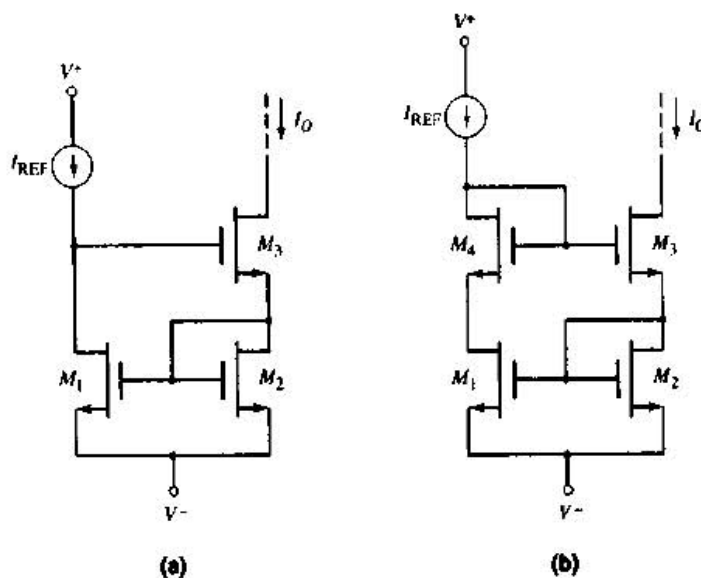 V⁺
I_REF
I_O
M₃
M₁
M₂
V⁻
(a)
V⁺
I_REF
I_O
M₄
M₃
M₁
M₂
V⁻
(b)